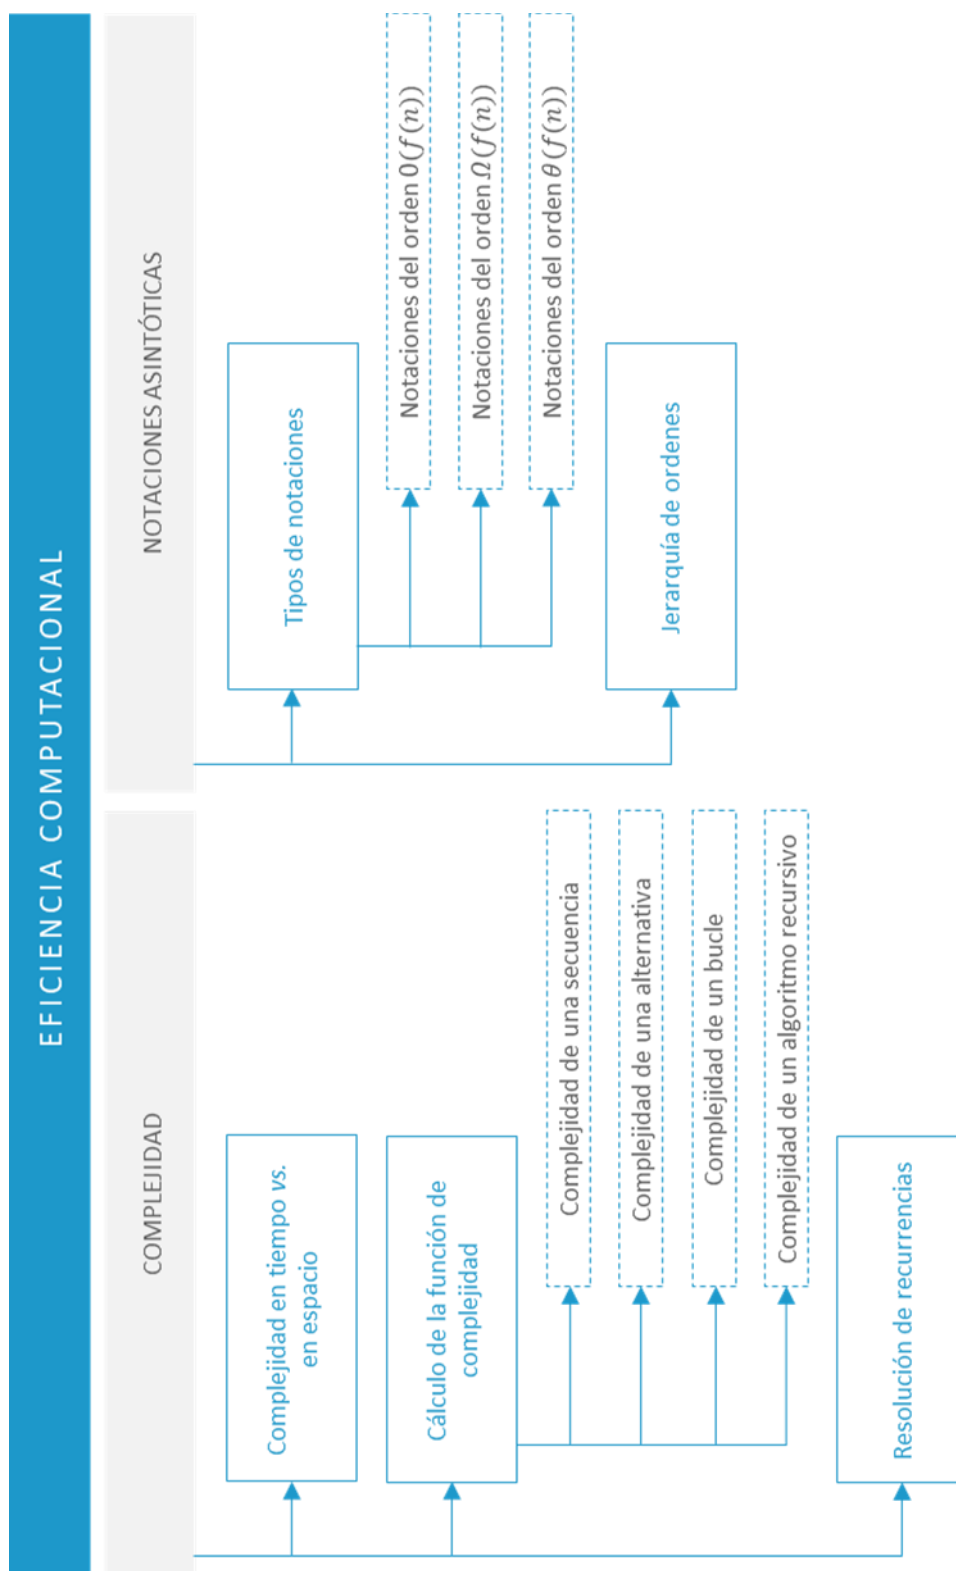 EFICIENCIA COMPUTACIONAL
COMPLEJIDAD
Complejidad en tiempo vs.
en espacio
Cálculo de la función de
complejidad
Complejidad de una secuencia
Complejidad de una alternativa
Complejidad de un bucle
Complejidad de un algoritmo recursivo
Resolución de recurrencias
NOTACIONES ASINTÓTICAS
Tipos de notaciones
Notaciones del orden 0(f(n))
Notaciones del orden Ω(f(n))
Notaciones del orden θ(f(n))
Jerarquía de ordenes